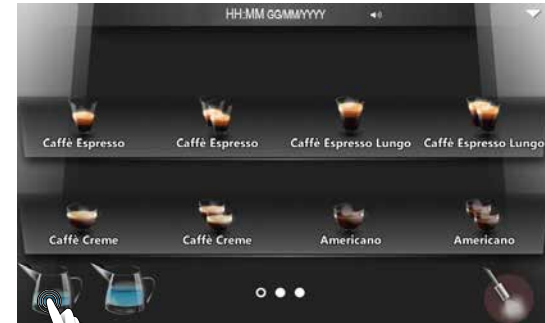 HH:MM GG/MM/YYYY
Caffè Espresso Caffè Espresso Caffè Espresso Lungo Caffè Espresso Lungo
Caffè Creme Caffè Creme Americano Americano